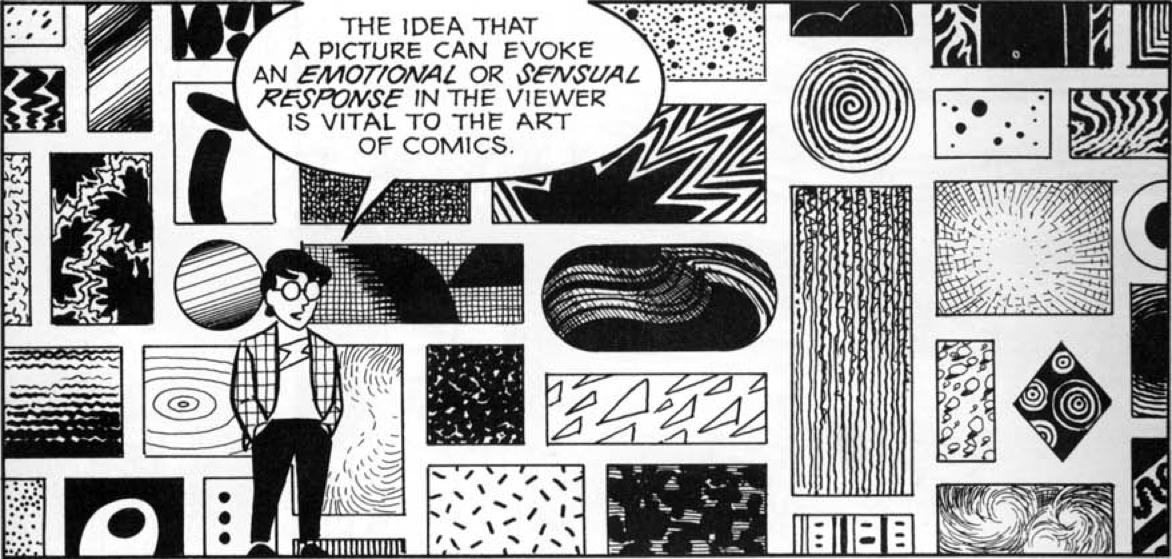 THE IDEA THAT
A PICTURE CAN EVOKE
AN EMOTIONAL OR SENSUAL
RESPONSE IN THE VIEWER
IS VITAL TO THE ART
OF COMICS.